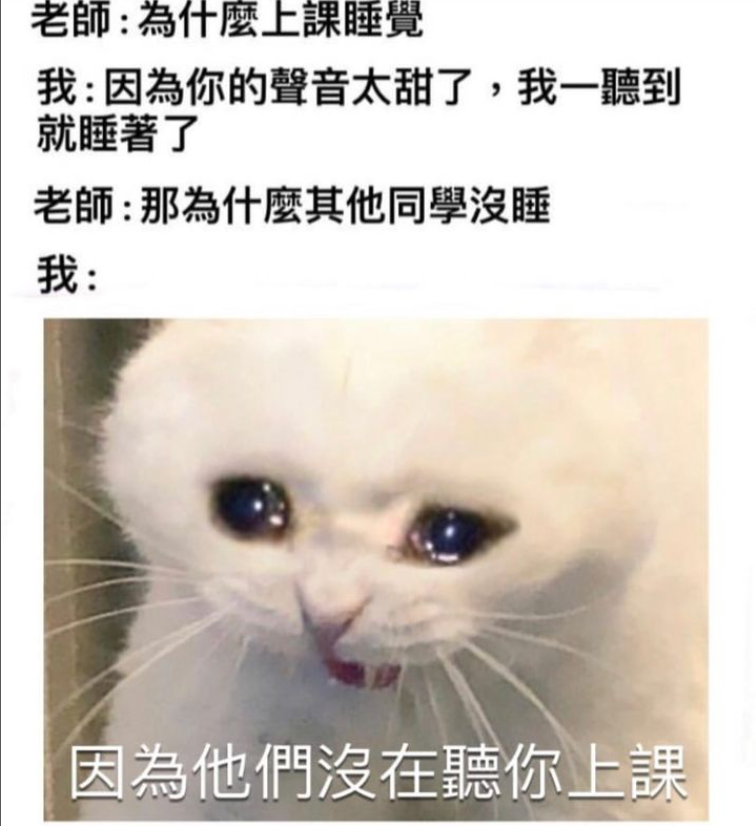 老師:為什麼上課睡覺
我:因為你的聲音太甜了,我一聽到
就睡著了
老師:那為什麼其他同學沒睡
我:
因為他們沒在聽你上課